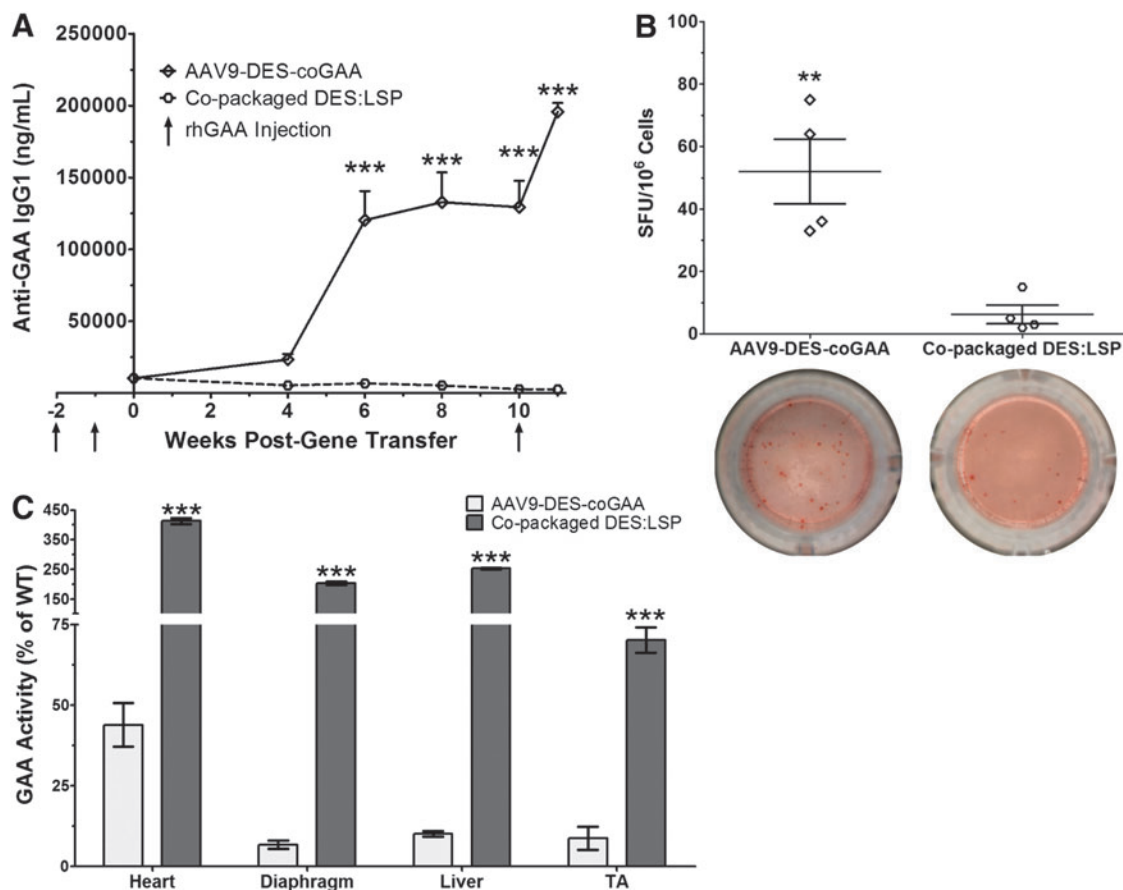 A
Anti-GAA IgG1 (ng/mL)
250000
200000
150000
100000
50000
AAV9-DES-coGAA
Co-packaged DES:LSP
rhGAA Injection
***
***
***
***
-2 0 2 4 6 8 10
Weeks Post-Gene Transfer
B
SFU/10⁶ Cells
100
80
60
40
20
0
**
AAV9-DES-coGAA Co-packaged DES:LSP
C
GAA Activity (% of WT)
450
350
250
150
75
50
25
0
AAV9-DES-coGAA
Co-packaged DES:LSP
***
***
***
***
Heart Diaphragm Liver TA